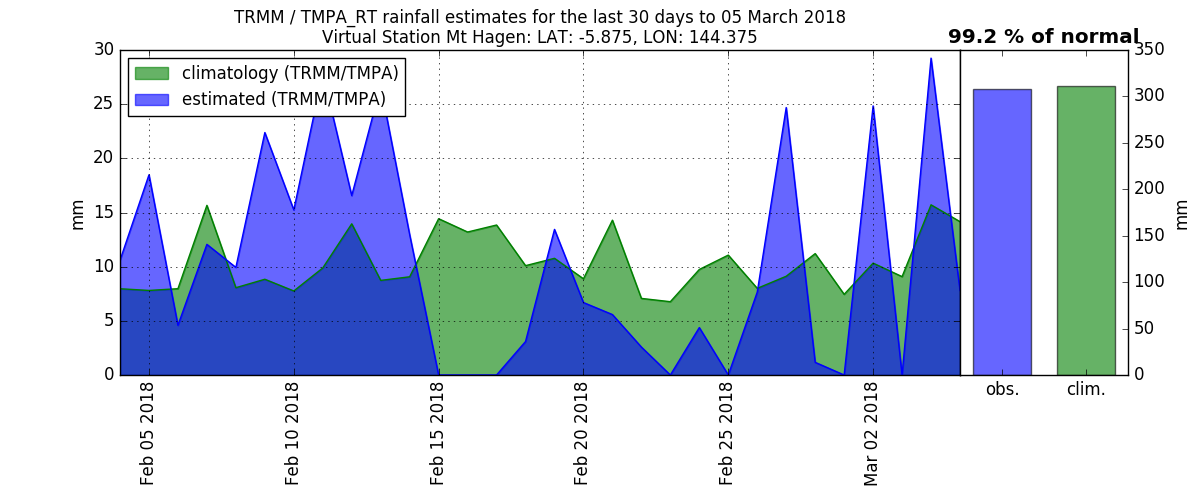 TRMM / TMPA_RT rainfall estimates for the last 30 days to 05 March 2018
Virtual Station Mt Hagen: LAT: -5.875, LON: 144.375
99.2 % of normal
climatology (TRMM/TMPA)
estimated (TRMM/TMPA)
30
25
20
15
10
5
0
mm
Feb 05 2018
Feb 10 2018
Feb 15 2018
Feb 20 2018
Feb 25 2018
Mar 02 2018
obs.
clim.
350
300
250
200
150
100
50
0
mm